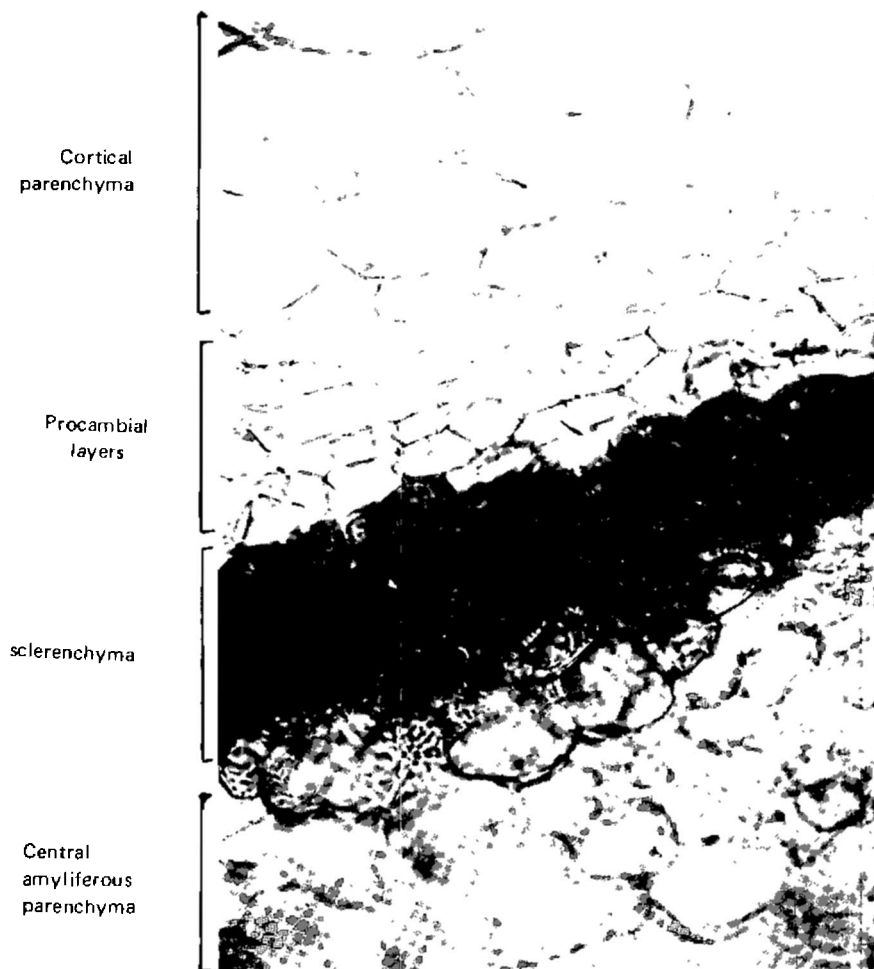 Cortical
parenchyma
Procambial
layers
sclerenchyma
Central
amyliferous
parenchyma